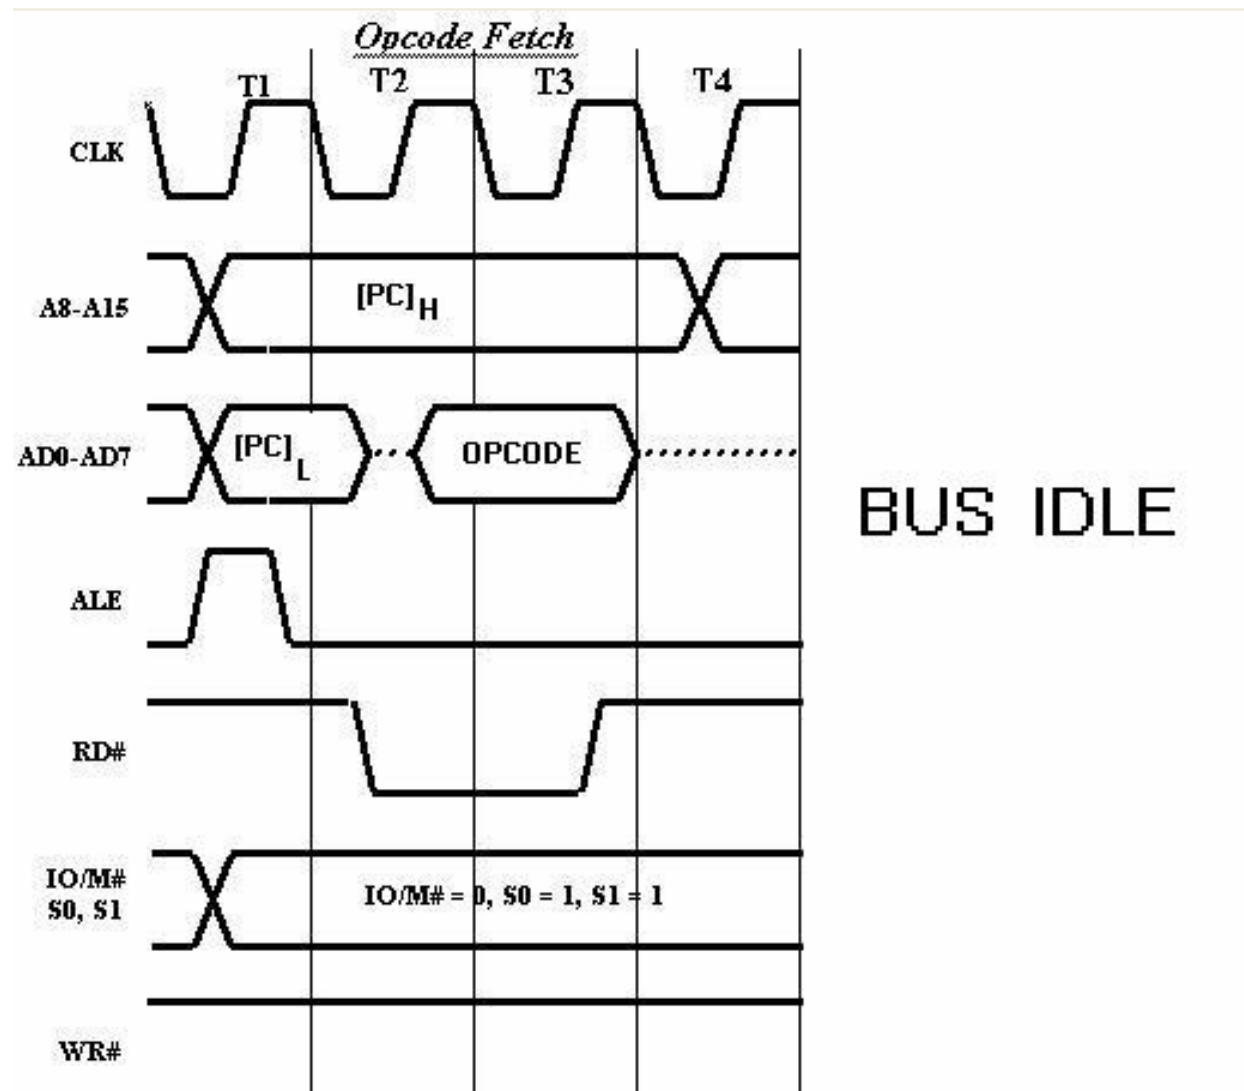 Opcode Fetch
T1 T2 T3 T4
CLK
A8-A15 [PC]H
AD0-AD7 [PC]L OPCODE
BUS IDLE
ALE
RD#
IO/M#
S0, S1
IO/M# = 0, S0 = 1, S1 = 1
WR#